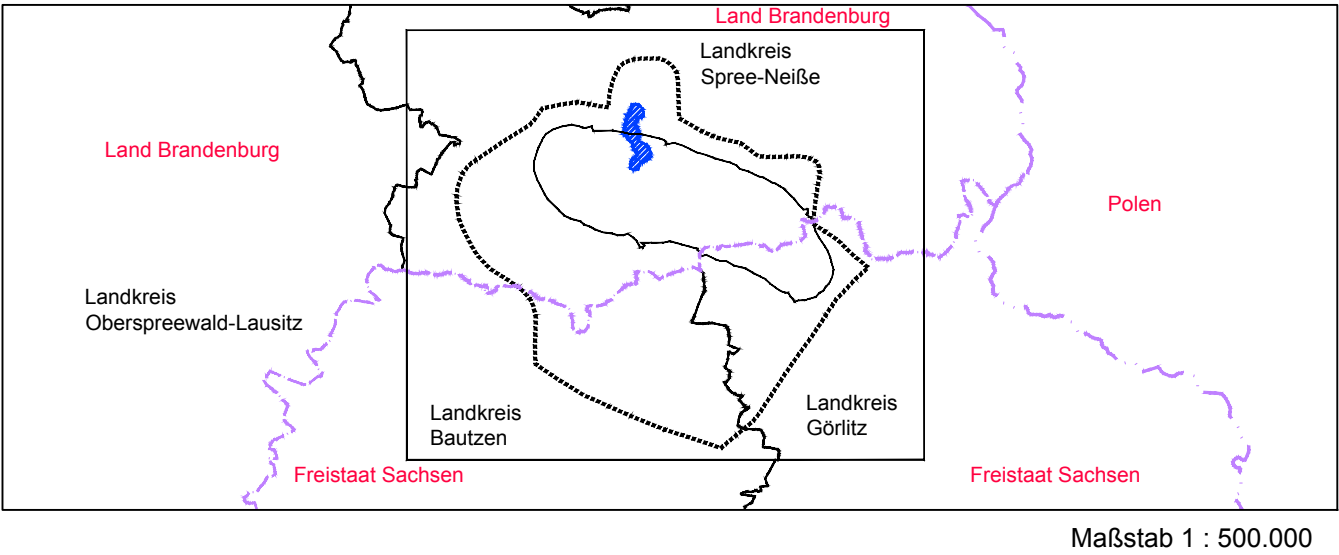 Land Brandenburg
Landkreis
Spree-Neiße
Land Brandenburg
Polen
Landkreis
Oberspreewald-Lausitz
Landkreis
Bautzen
Landkreis
Görlitz
Freistaat Sachsen
Freistaat Sachsen
Maßstab 1 : 500.000